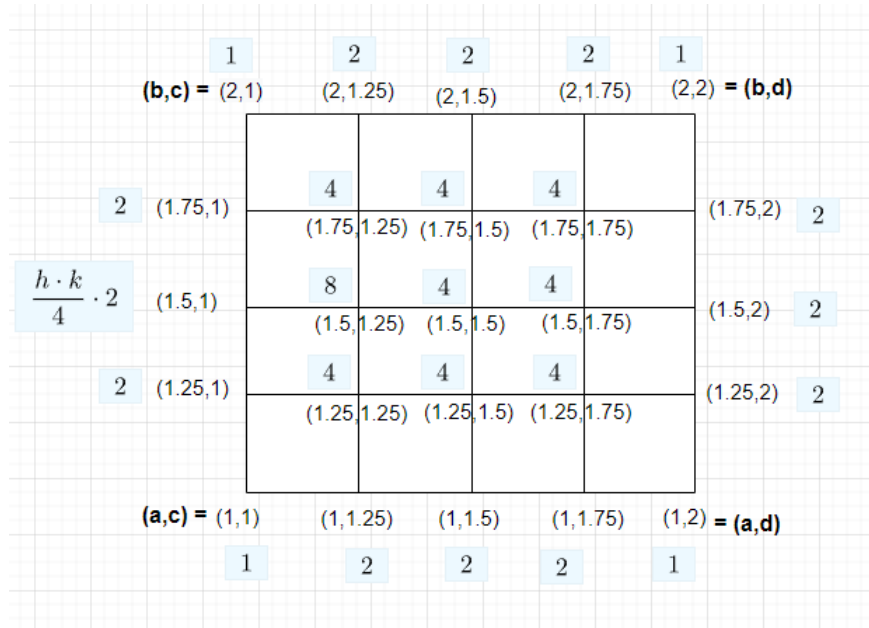 1 2 2 2 1
(b,c) = (2,1) (2,1.25) (2,1.5) (2,1.75) (2,2) = (b,d)
4 4 4
2 (1.75,1) (1.75,2) 2
(1.75,1.25) (1.75,1.5) (1.75,1.75)
8 4 4
\frac{h \cdot k}{4} \cdot 2 (1.5,1) (1.5,2) 2
(1.5,1.25) (1.5,1.5) (1.5,1.75)
4 4 4
2 (1.25,1) (1.25,2) 2
(1.25,1.25) (1.25,1.5) (1.25,1.75)
(a,c) = (1,1) (1,1.25) (1,1.5) (1,1.75) (1,2) = (a,d)
1 2 2 2 1